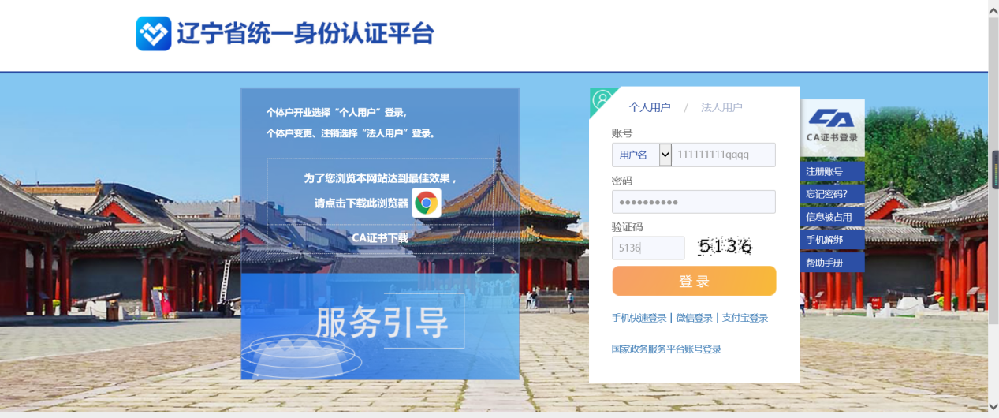 辽宁省统一身份认证平台
个体户开业选择“个人用户”登录，
个体户变更、注销选择“法人用户”登录。
为了您浏览本网站达到最佳效果，
请点击下载此浏览器
CA证书下载
服务引导
个人用户 / 法人用户
账号
用户名 111111111qqqq
密码
••••••••••
验证码
5136 5136
登录
手机快速登录 | 微信登录 | 支付宝登录
国家政务服务平台账号登录
CA
CA证书登录
注册账号
忘记密码?
信息被占用
手机解绑
帮助手册